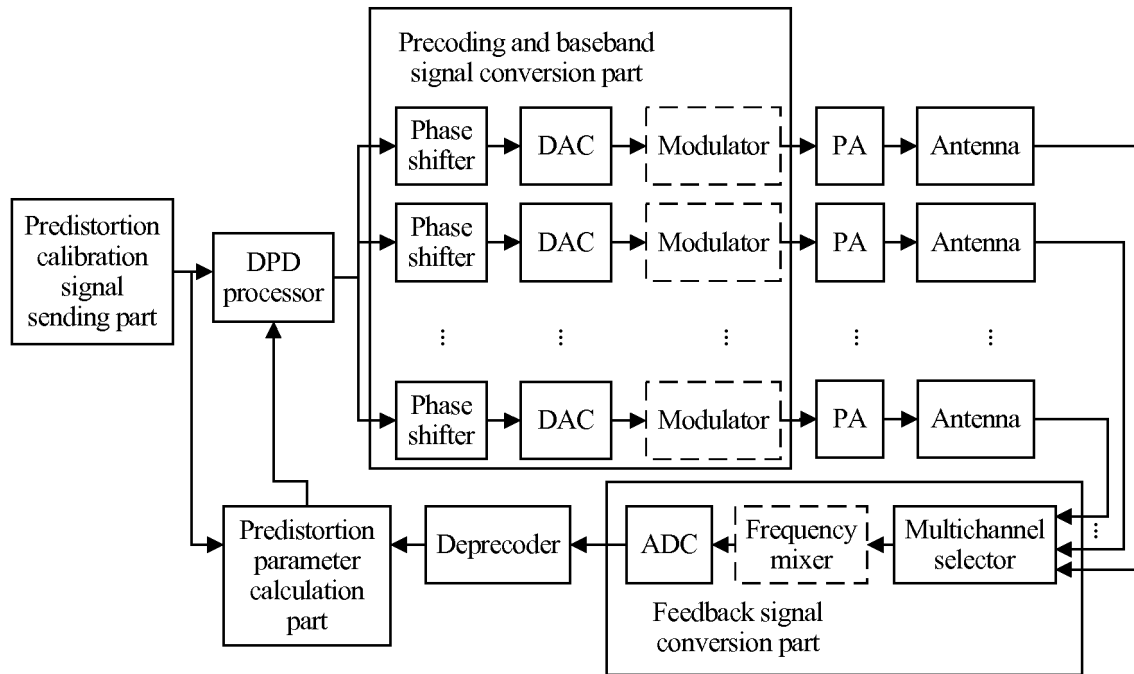 Precoding and baseband
signal conversion part
Phase
shifter
DAC
Modulator
PA
Antenna
Predistortion
calibration
signal
sending part
DPD
processor
Phase
shifter
DAC
Modulator
PA
Antenna
Phase
shifter
DAC
Modulator
PA
Antenna
Predistortion
parameter
calculation
part
Deprecoder
ADC
Frequency
mixer
Multichannel
selector
Feedback signal
conversion part